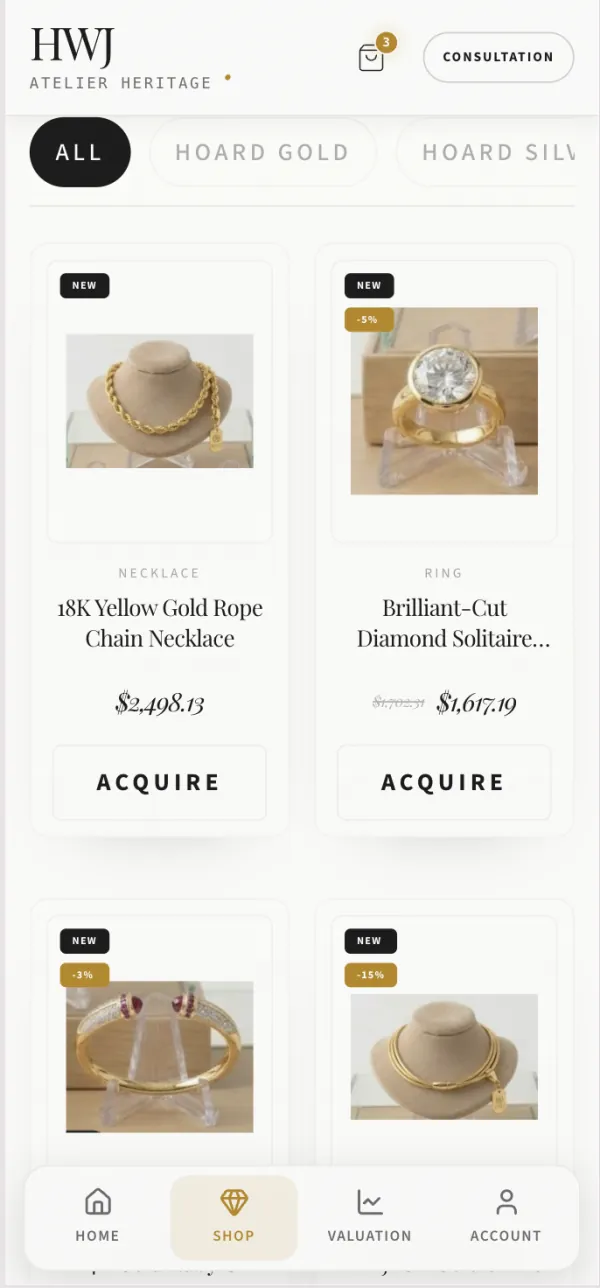 HWJ
ATELIER HERITAGE
3
CONSULTATION
ALL
HOARD GOLD
HOARD SILV
NEW
NECKLACE
18K Yellow Gold Rope
Chain Necklace
$2,498.13
ACQUIRE
NEW
-5%
RING
Brilliant-Cut
Diamond Solitaire...
$1,702.31 $1,617.19
ACQUIRE
NEW
-3%
NEW
-15%
HOME
SHOP
VALUATION
ACCOUNT